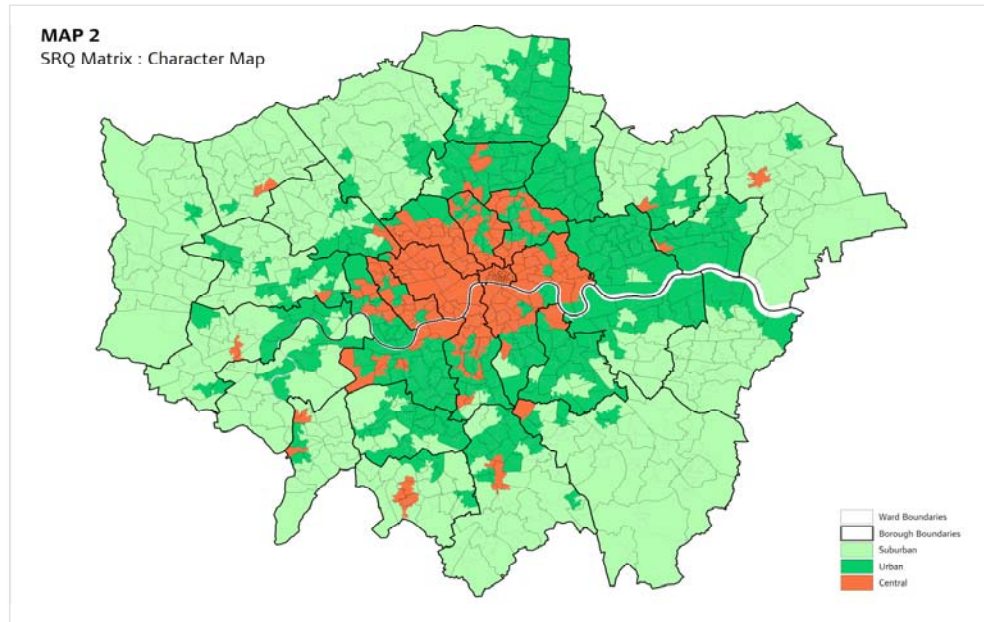 MAP 2
SRQ Matrix : Character Map
Ward Boundaries
Borough Boundaries
Suburban
Urban
Central